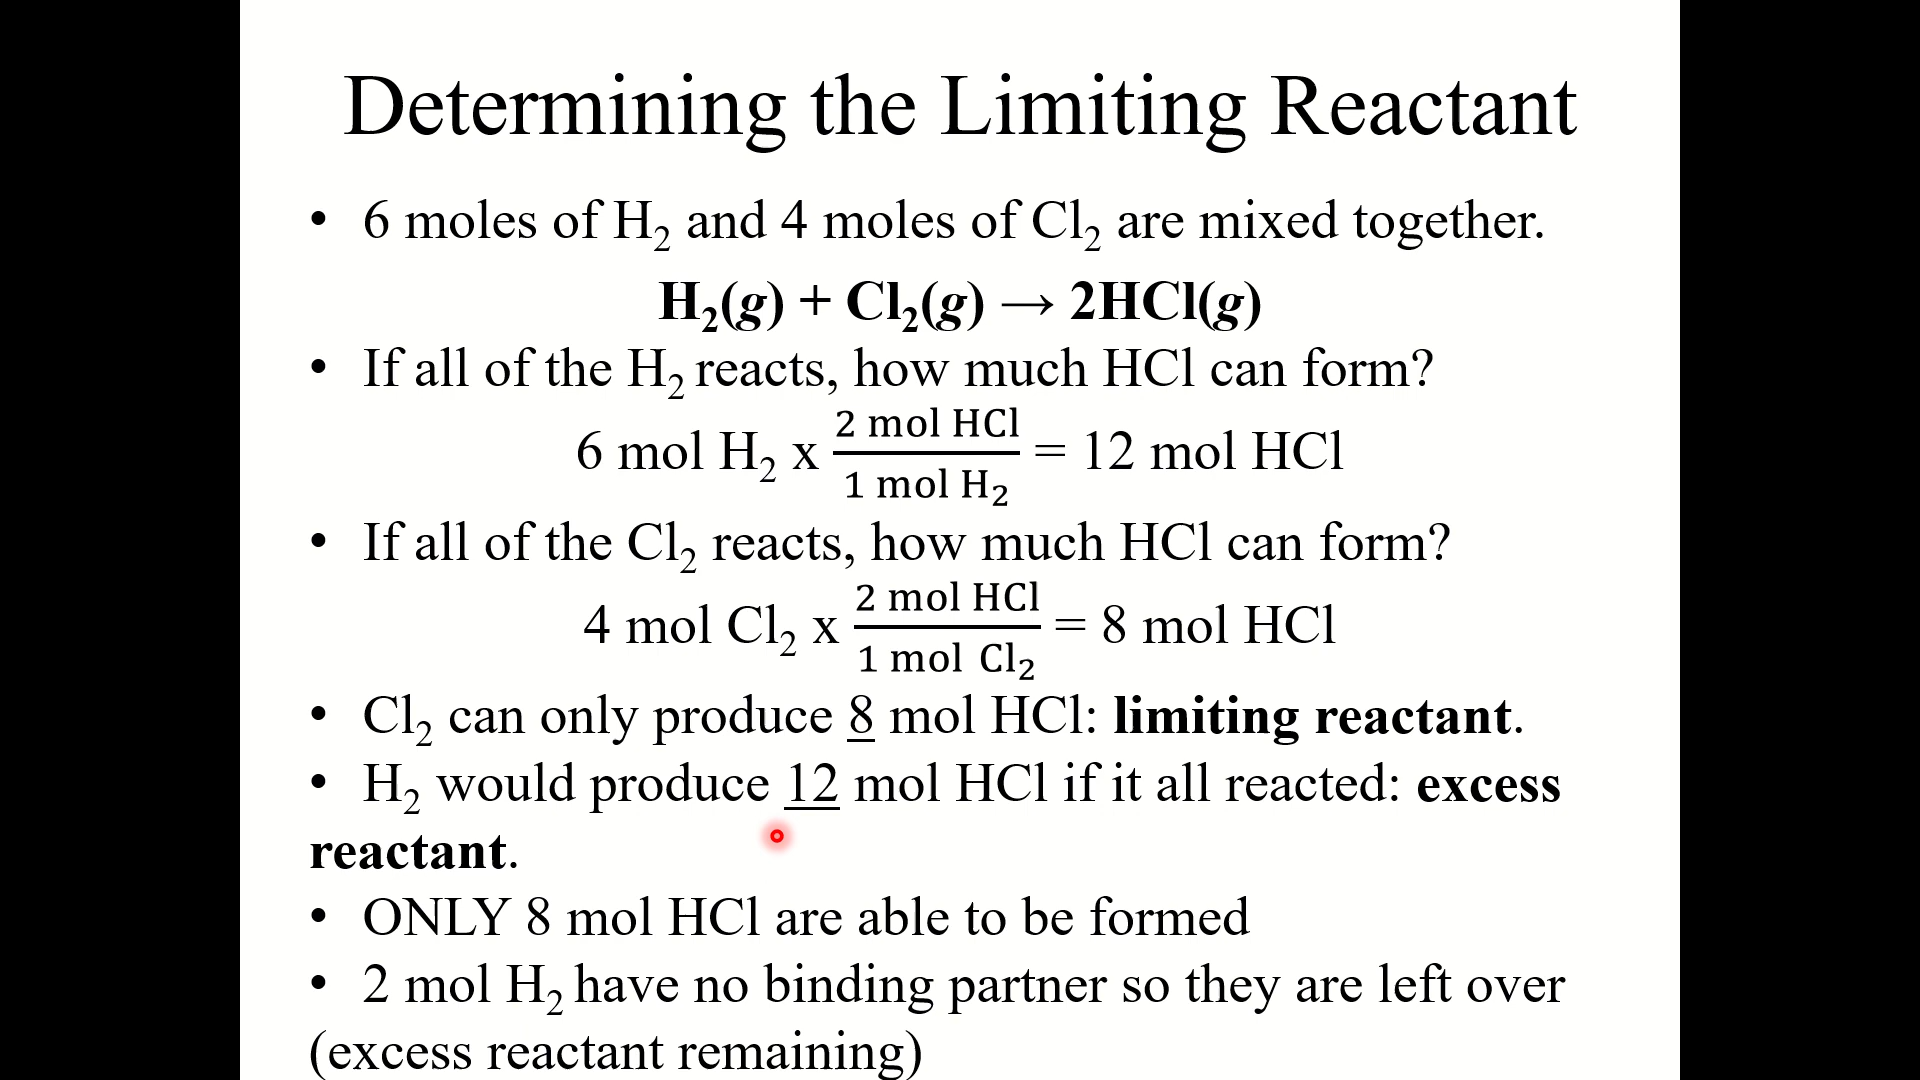 Determining the Limiting Reactant
• 6 moles of H₂ and 4 moles of Cl₂ are mixed together.
H₂(g) + Cl₂(g) → 2HCl(g)
• If all of the H₂ reacts, how much HCl can form?
6 mol H₂ x (2 mol HCl)/(1 mol H₂) = 12 mol HCl
• If all of the Cl₂ reacts, how much HCl can form?
4 mol Cl₂ x (2 mol HCl)/(1 mol Cl₂) = 8 mol HCl
• Cl₂ can only produce 8 mol HCl: limiting reactant.
• H₂ would produce 12 mol HCl if it all reacted: excess
reactant.
• ONLY 8 mol HCl are able to be formed
• 2 mol H₂ have no binding partner so they are left over
(excess reactant remaining)